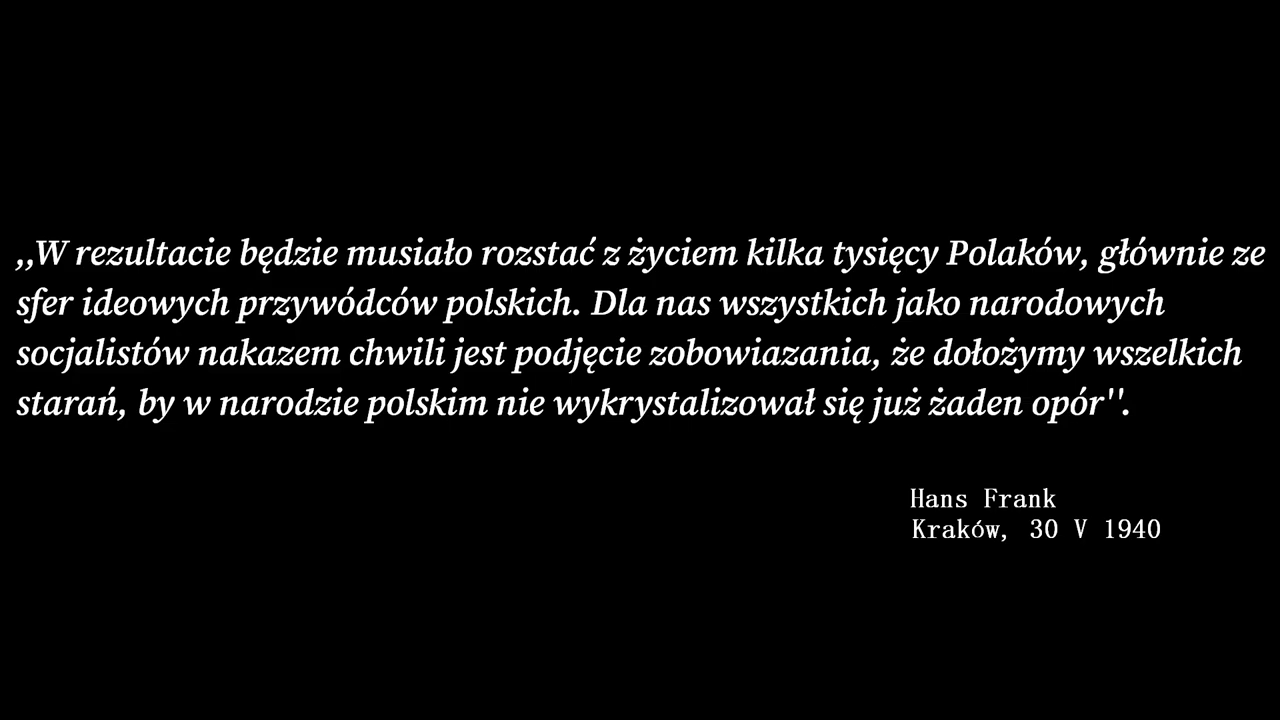 ,,W rezultacie będzie musiało rozstać z życiem kilka tysięcy Polaków, głównie ze
sfer ideowych przywódców polskich. Dla nas wszystkich jako narodowych
socjalistów nakazem chwili jest podjęcie zobowiazania, że dołożymy wszelkich
starań, by w narodzie polskim nie wykrystalizował się już żaden opór''.
Hans Frank
Kraków, 30 V 1940